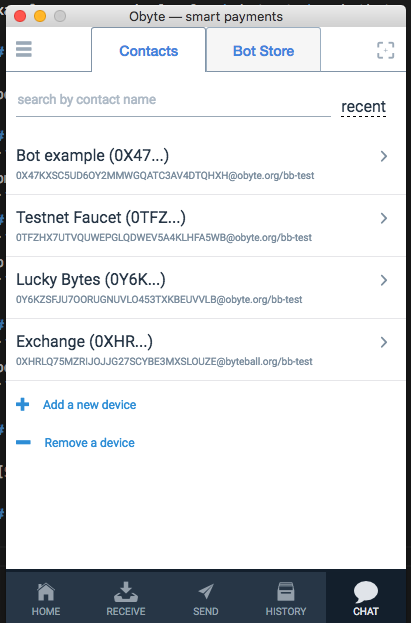 Obyte — smart payments
Contacts
Bot Store
search by contact name
recent
Bot example (0X47...)
0X47KXSC5UD6OY2MMWGQATC3AV4DTQHXH@obyte.org/bb-test
Testnet Faucet (0TFZ...)
0TFZHX7UTVQUWEPGLQDWEV5A4KLHFA5WB@obyte.org/bb-test
Lucky Bytes (0Y6K...)
0Y6KZSFJU7OORUGNUVLO453TXKBEUVVLB@obyte.org/bb-test
Exchange (0XHR...)
0XHRLQ75MZRIJOJJG27SCYBE3MXSLOUZE@byteball.org/bb-test
Add a new device
Remove a device
HOME
RECEIVE
SEND
HISTORY
CHAT